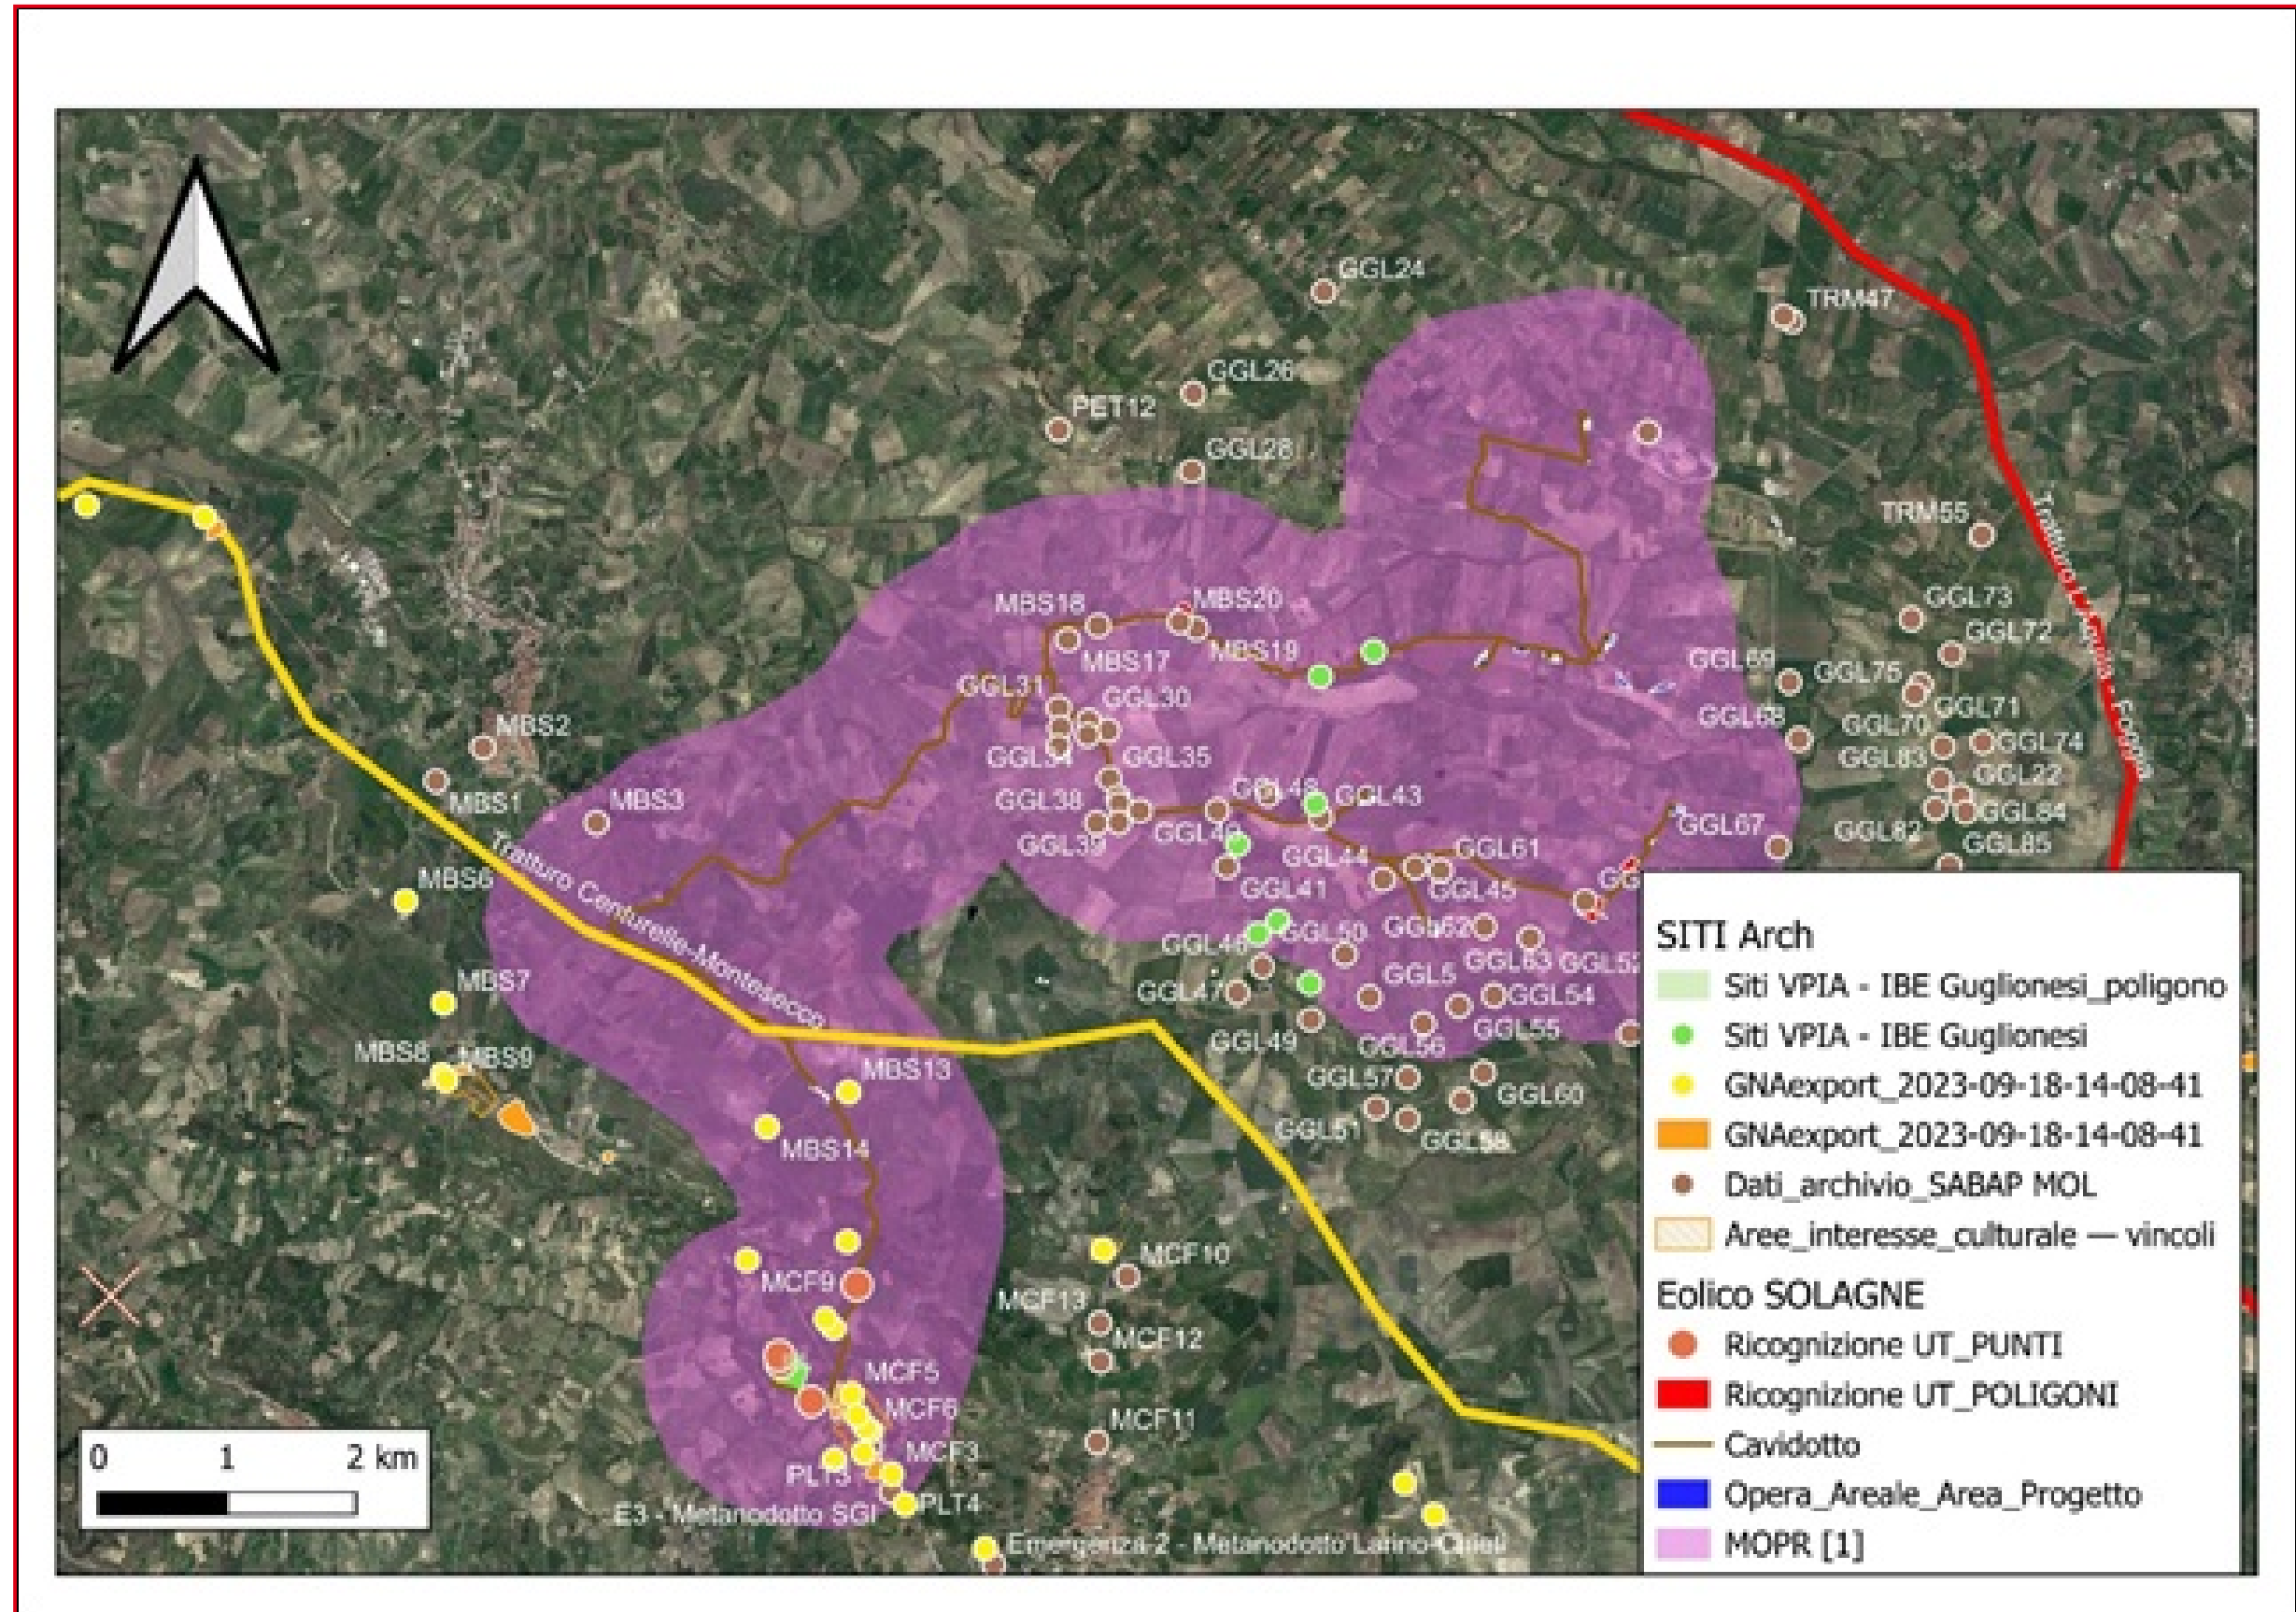 GGL24
TRM47
GGL26
PET12
GGL28
TRM55
GGL73
MBS20
MBS18
GGL72
MBS19
MBS17
GGL69
GGL75
GGL31
GGL30
GGL71
GGL68
GGL70
MBS2
GGL74
GGL34
GGL35
GGL83
GGL22
MBS1
MBS3
GGL38
GGL43
GGL84
GGL67
GGL82
GGL39
GGL85
GGL44
GGL61
Tratturo Centurelle-Montesecco
MBS6
GGL41
GGL45
GGL62
GGL50
GGL63
GGL5
MBS7
GGL47
GGL54
GGL55
GGL49
GGL56
MBS8
MBS9
MBS13
GGL57
GGL60
GGL51
GGL58
MBS14
MCF10
MCF9
MCF13
MCF12
MCF5
MCF6
MCF11
MCF3
PLT3
PLT4
E3 - Metanodotto SGI
Emergenza 2 - Metanodotto Larino-Chieti
0 1 2 km
SITI Arch
Siti VPIA - IBE Guglionesi_poligono
Siti VPIA - IBE Guglionesi
GNAexport_2023-09-18-14-08-41
GNAexport_2023-09-18-14-08-41
Dati_archivio_SABAP MOL
Aree_interesse_culturale — vincoli
Eolico SOLAGNE
Ricognizione UT_PUNTI
Ricognizione UT_POLIGONI
Cavidotto
Opera_Areale_Area_Progetto
MOPR [1]